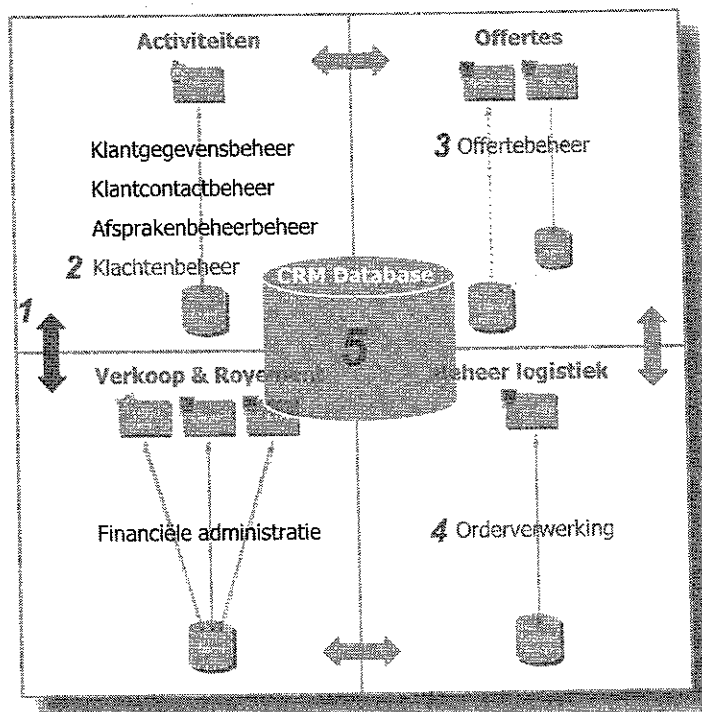 Activiteiten
Offertes
Klantgegevensbeheer
Klantcontactbeheer
Afsprakenbeheerbeheer
2 Klachtenbeheer
3 Offertebeheer
1
CRM Database
5
Verkoop & Royement
Beheer logistiek
Financiële administratie
4 Orderverwerking